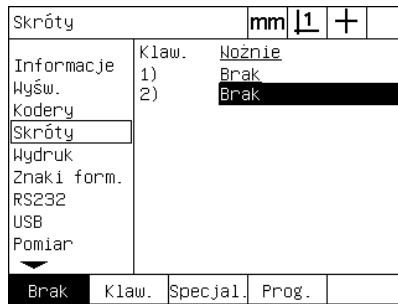 Skróty mm 1
Informacje
Wyśw.
Kodery
Skróty
Wydruk
Znaki form.
RS232
USB
Pomiar
Klaw. Nożnie
1) Brak
2) Brak
Brak Klaw. Specjal. Prog.